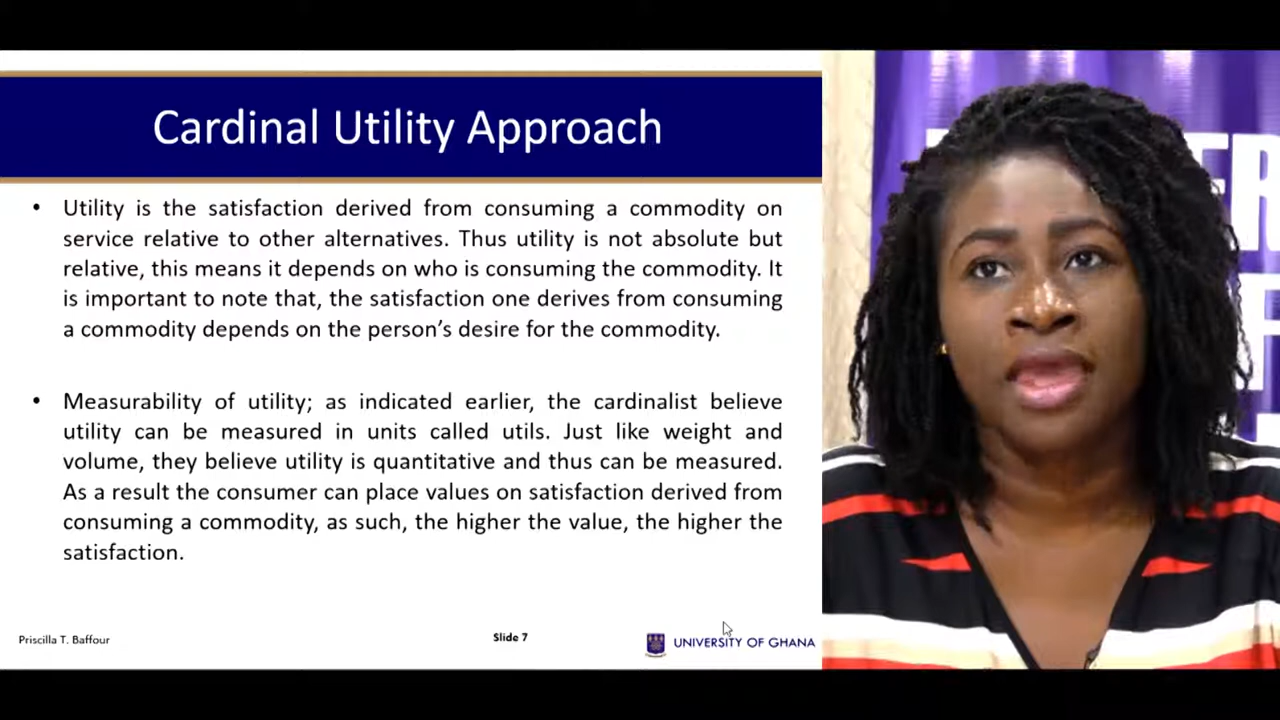 Cardinal Utility Approach
• Utility is the satisfaction derived from consuming a commodity on
service relative to other alternatives. Thus utility is not absolute but
relative, this means it depends on who is consuming the commodity. It
is important to note that, the satisfaction one derives from consuming
a commodity depends on the person's desire for the commodity.
• Measurability of utility; as indicated earlier, the cardinalist believe
utility can be measured in units called utils. Just like weight and
volume, they believe utility is quantitative and thus can be measured.
As a result the consumer can place values on satisfaction derived from
consuming a commodity, as such, the higher the value, the higher the
satisfaction.
Priscilla T. Baffour
Slide 7
UNIVERSITY OF GHANA